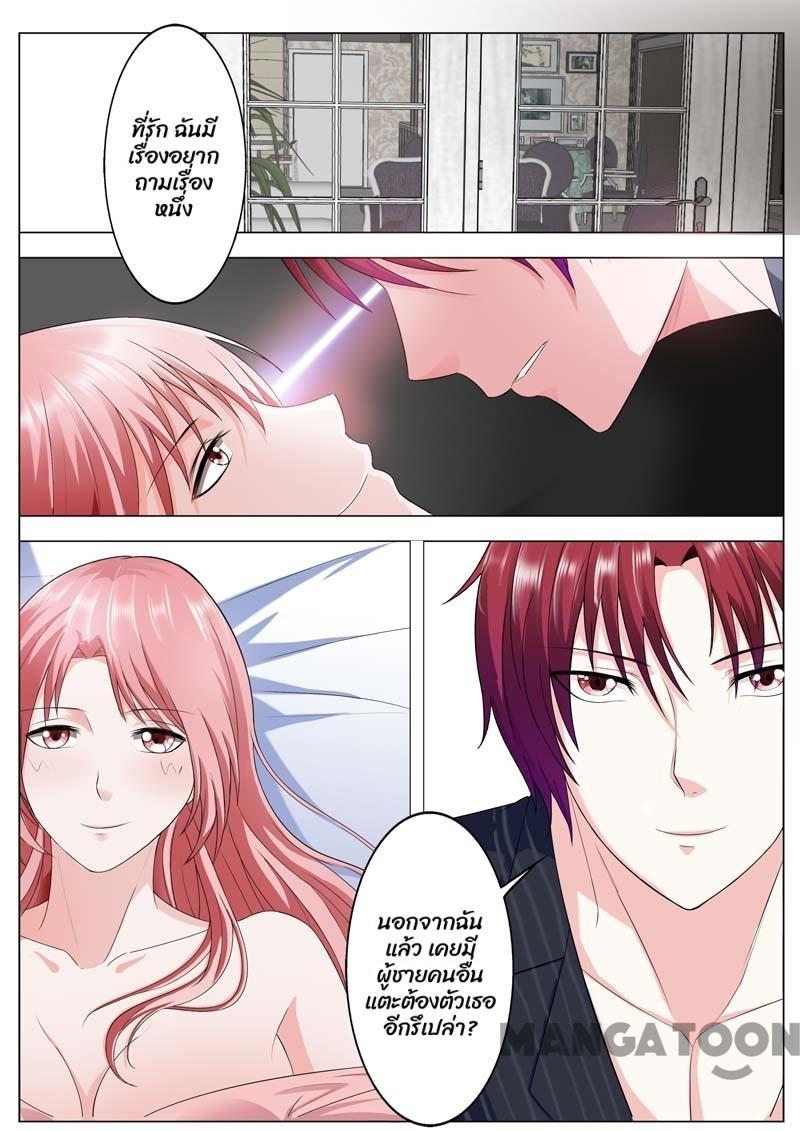 ที่รัก ฉันมี
เรื่องอยาก
ถามเรื่อง
หนึ่ง
นอกจากฉัน
แล้ว เคยมี
ผู้ชายคนอื่น
แตะต้องตัวเธอ
อีกรึเปล่า?
MANGATOON